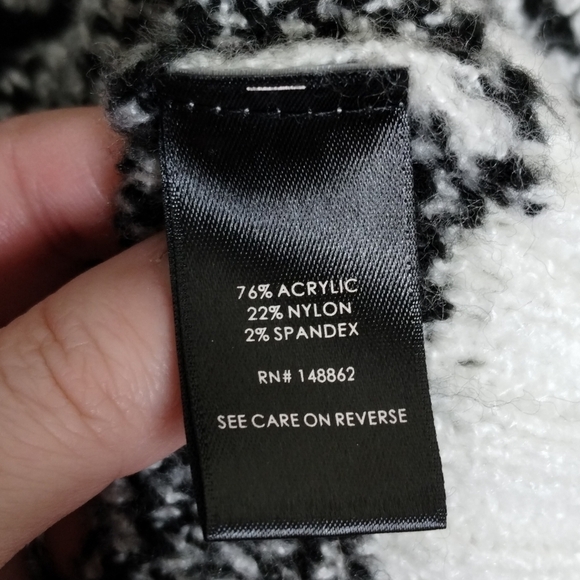 76% ACRYLIC
22% NYLON
2% SPANDEX
RN# 148862
SEE CARE ON REVERSE